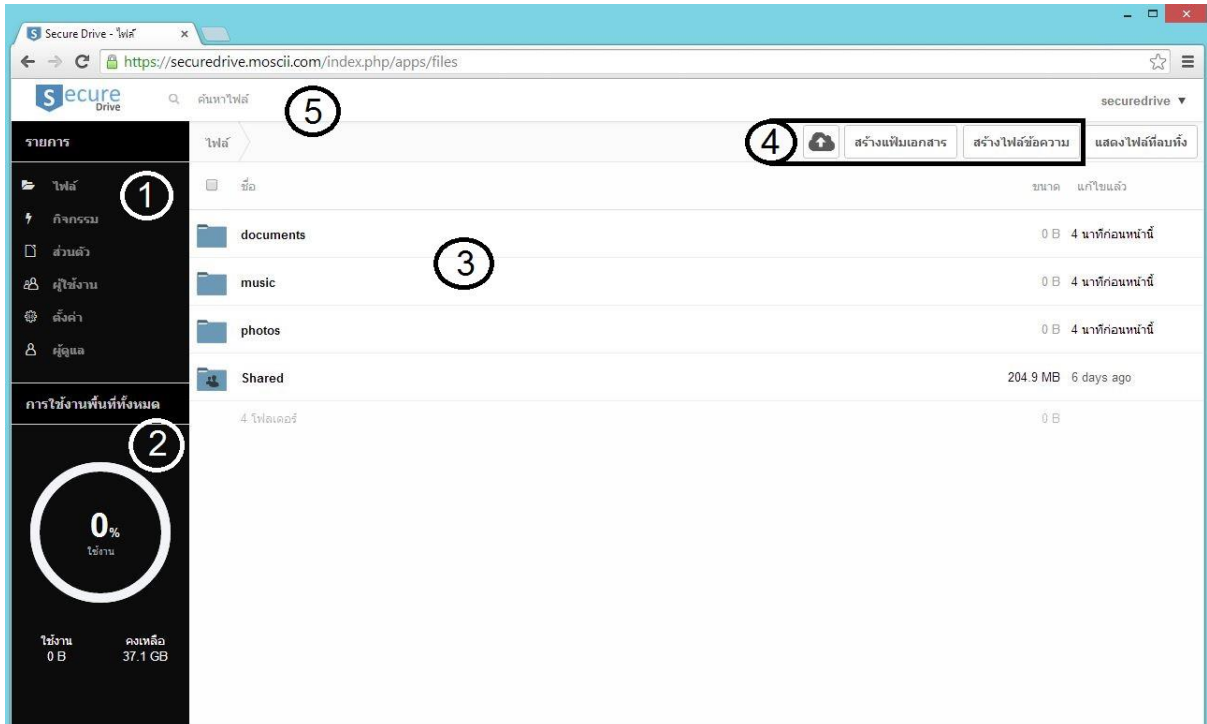 Secure Drive - ไฟล์
https://securedrive.moscii.com/index.php/apps/files
Secure Drive
ค้นหาไฟล์
5
securedrive
รายการ
ไฟล์
4
สร้างแฟ้มเอกสาร
สร้างไฟล์ข้อความ
แสดงไฟล์ที่ลบทิ้ง
ไฟล์
1
กิจกรรม
ส่วนตัว
ผู้ใช้งาน
ตั้งค่า
ผู้ดูแล
ชื่อ
ขนาด
แก้ไขแล้ว
documents
0 B
4 นาทีก่อนหน้านี้
3
music
0 B
4 นาทีก่อนหน้านี้
photos
0 B
4 นาทีก่อนหน้านี้
Shared
204.9 MB
6 days ago
4 โฟลเดอร์
0 B
การใช้งานพื้นที่ทั้งหมด
2
0%
ใช้งาน
ใช้งาน
0 B
คงเหลือ
37.1 GB